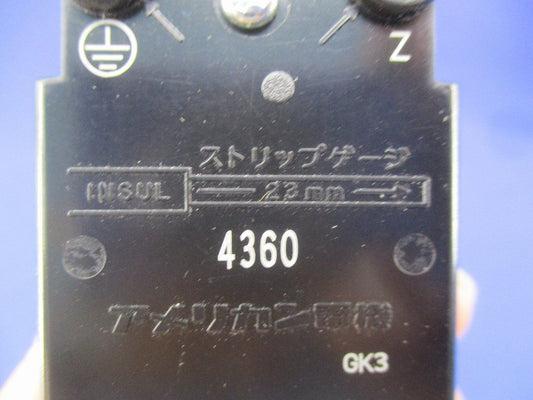 Z
ストリップゲージ
INSUL 23mm
4360
アメリカン電機
GK3